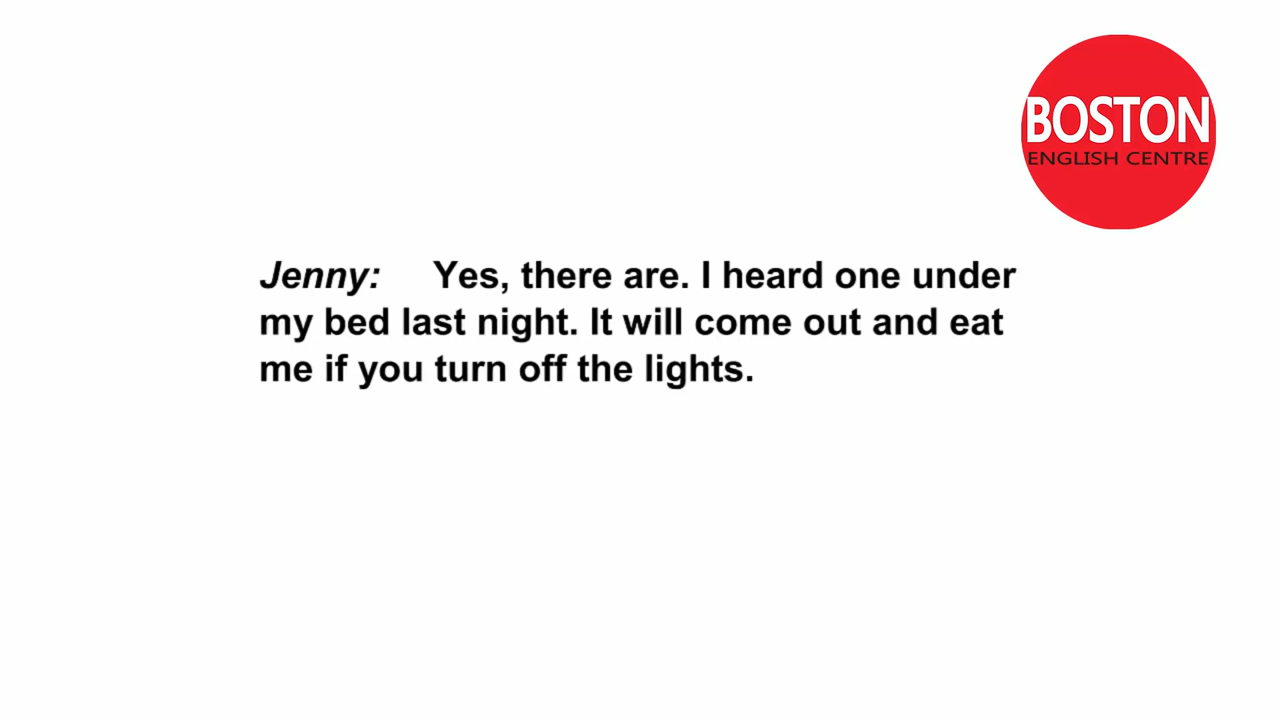 BOSTON
ENGLISH CENTRE
Jenny: Yes, there are. I heard one under
my bed last night. It will come out and eat
me if you turn off the lights.